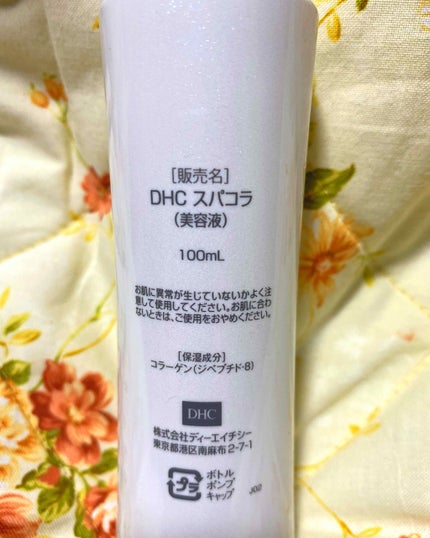 [販売名]
DHC スパコラ
(美容液)
100mL
お肌に異常が生じていないかよく注
意して使用してください。お肌に合わ
ないときは、ご使用をおやめください。
[保湿成分]
コラーゲン(ジペプチド-8)
DHC
株式会社ディーエイチシー
東京都港区南麻布2-7-1
プラ
ボトル
ポンプ
キャップ
J02